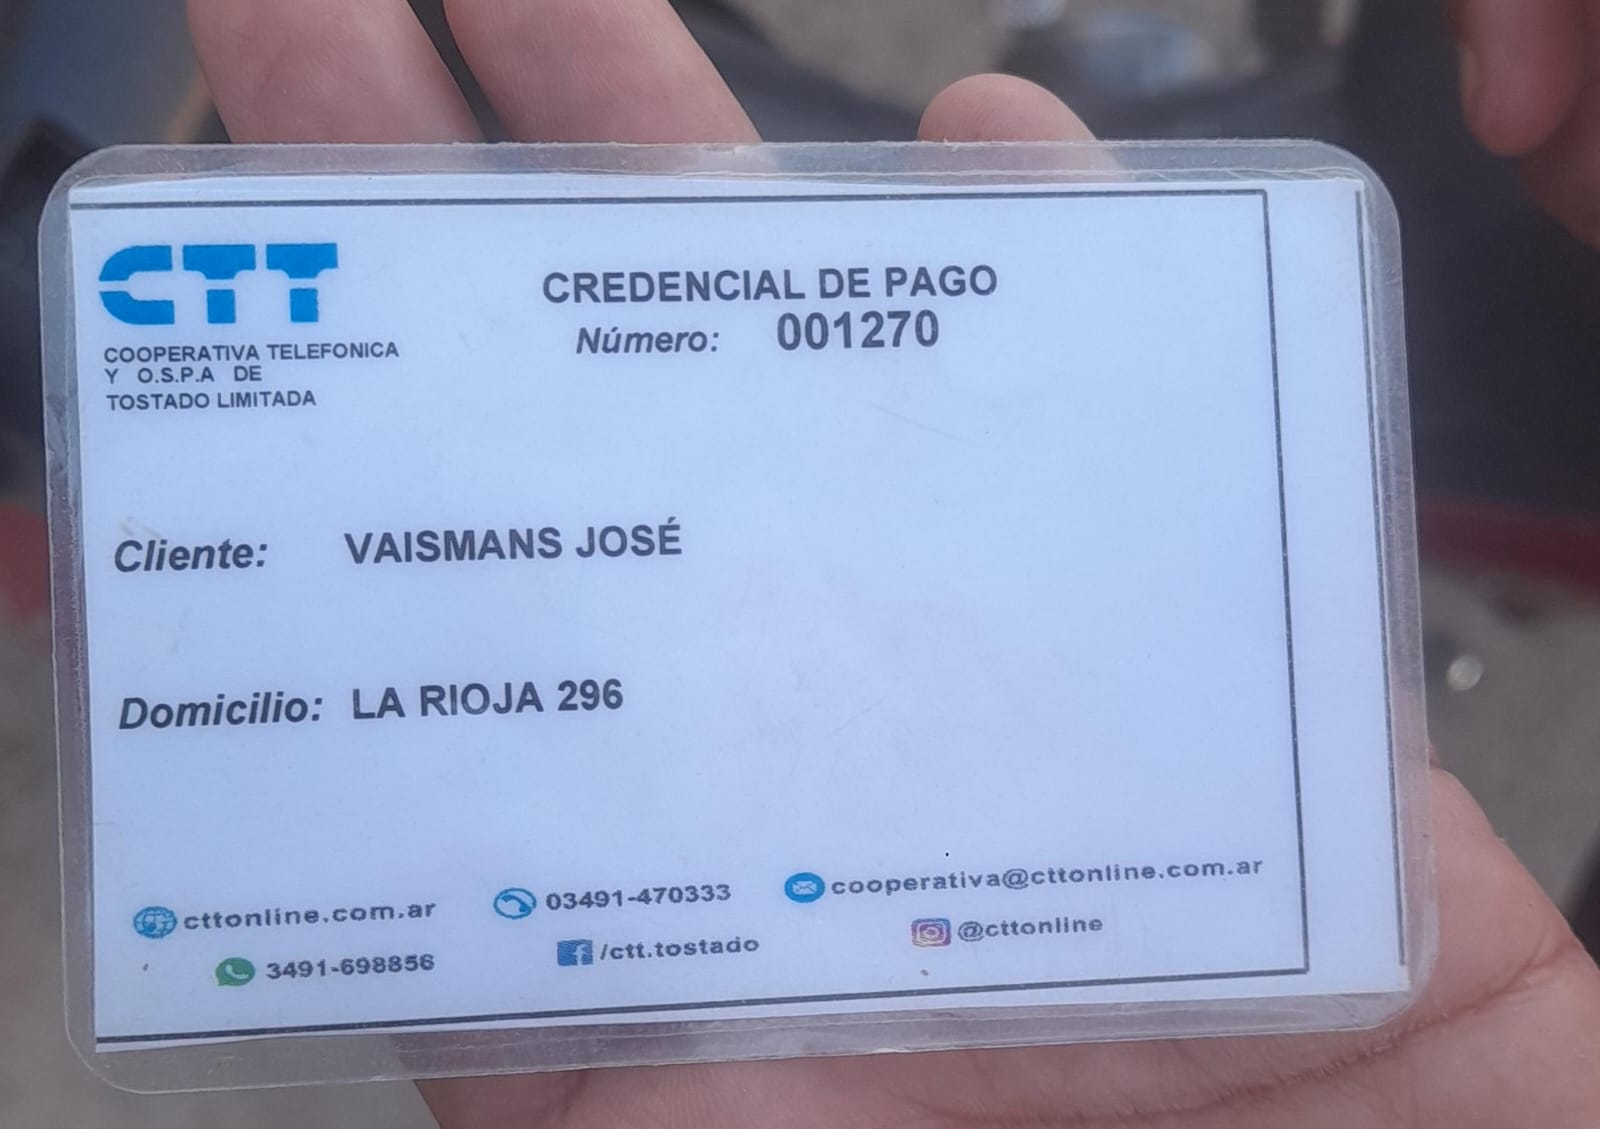 CTT
COOPERATIVA TELEFONICA
Y O.S.P.A DE
TOSTADO LIMITADA
CREDENCIAL DE PAGO
Número: 001270
Cliente: VAISMANS JOSÉ
Domicilio: LA RIOJA 296
cttonline.com.ar 03491-470333 cooperativa@cttonline.com.ar
3491-698856 /ctt.tostado @cttonline